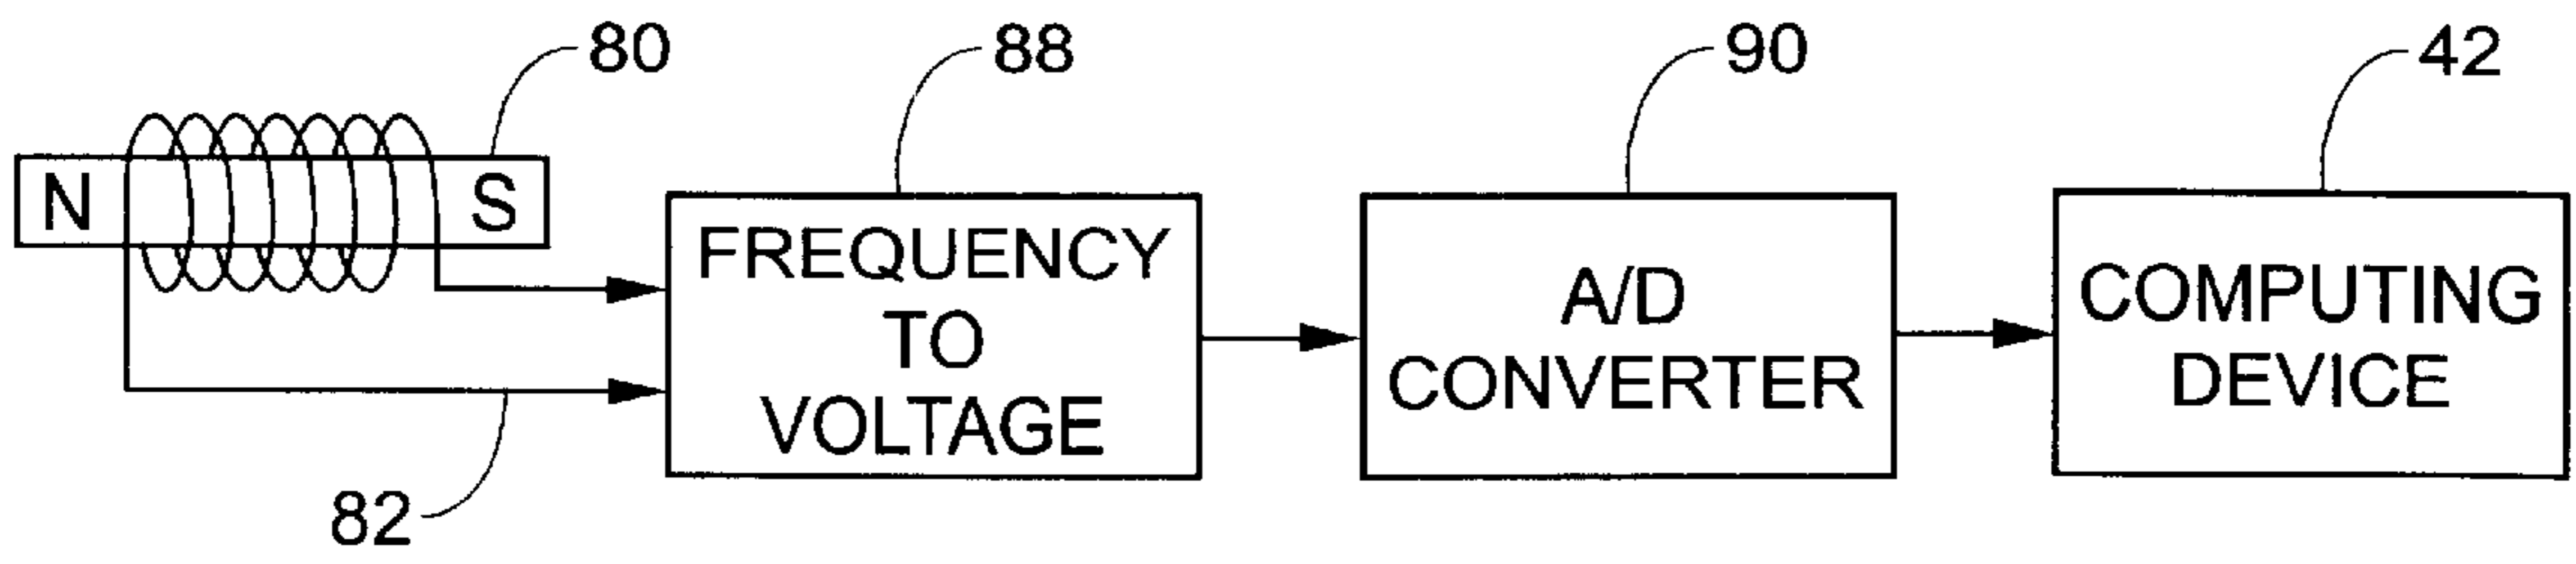 80
88
90
42
N
S
FREQUENCY
TO
VOLTAGE
A/D
CONVERTER
COMPUTING
DEVICE
82